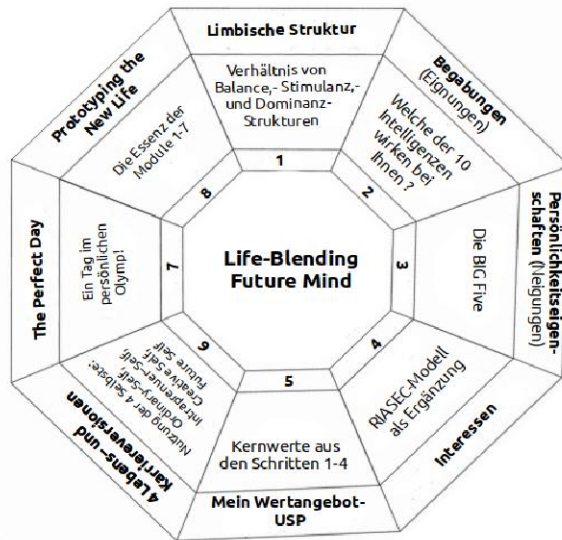 Limbische Struktur
Verhältnis von
Balance,- Stimulanz,-
und Dominanz-
Strukturen
1
Begabungen
(Eignungen)
Welche der 10
Intelligenzen
wirken bei
Ihnen ?
2
Persönlichkeitseigen-
schaften (Neigungen)
Die BIG Five
3
Interessen
RIASEC-Modell
als Ergänzung
4
5
Kernwerte aus
den Schritten 1-4
Mein Wertangebot-
USP
4 Lebens- und
Karriereversionen
Nutzung der 4 Selbste:
Ordinary-Self,
Intraprenuer-Self,
Creative Self,
Future Self
6
The Perfect Day
Ein Tag im
persönlichen
Olymp!
7
Prototyping the
New Life
Die Essenz der
Module 1-7
8
Life-Blending
Future Mind